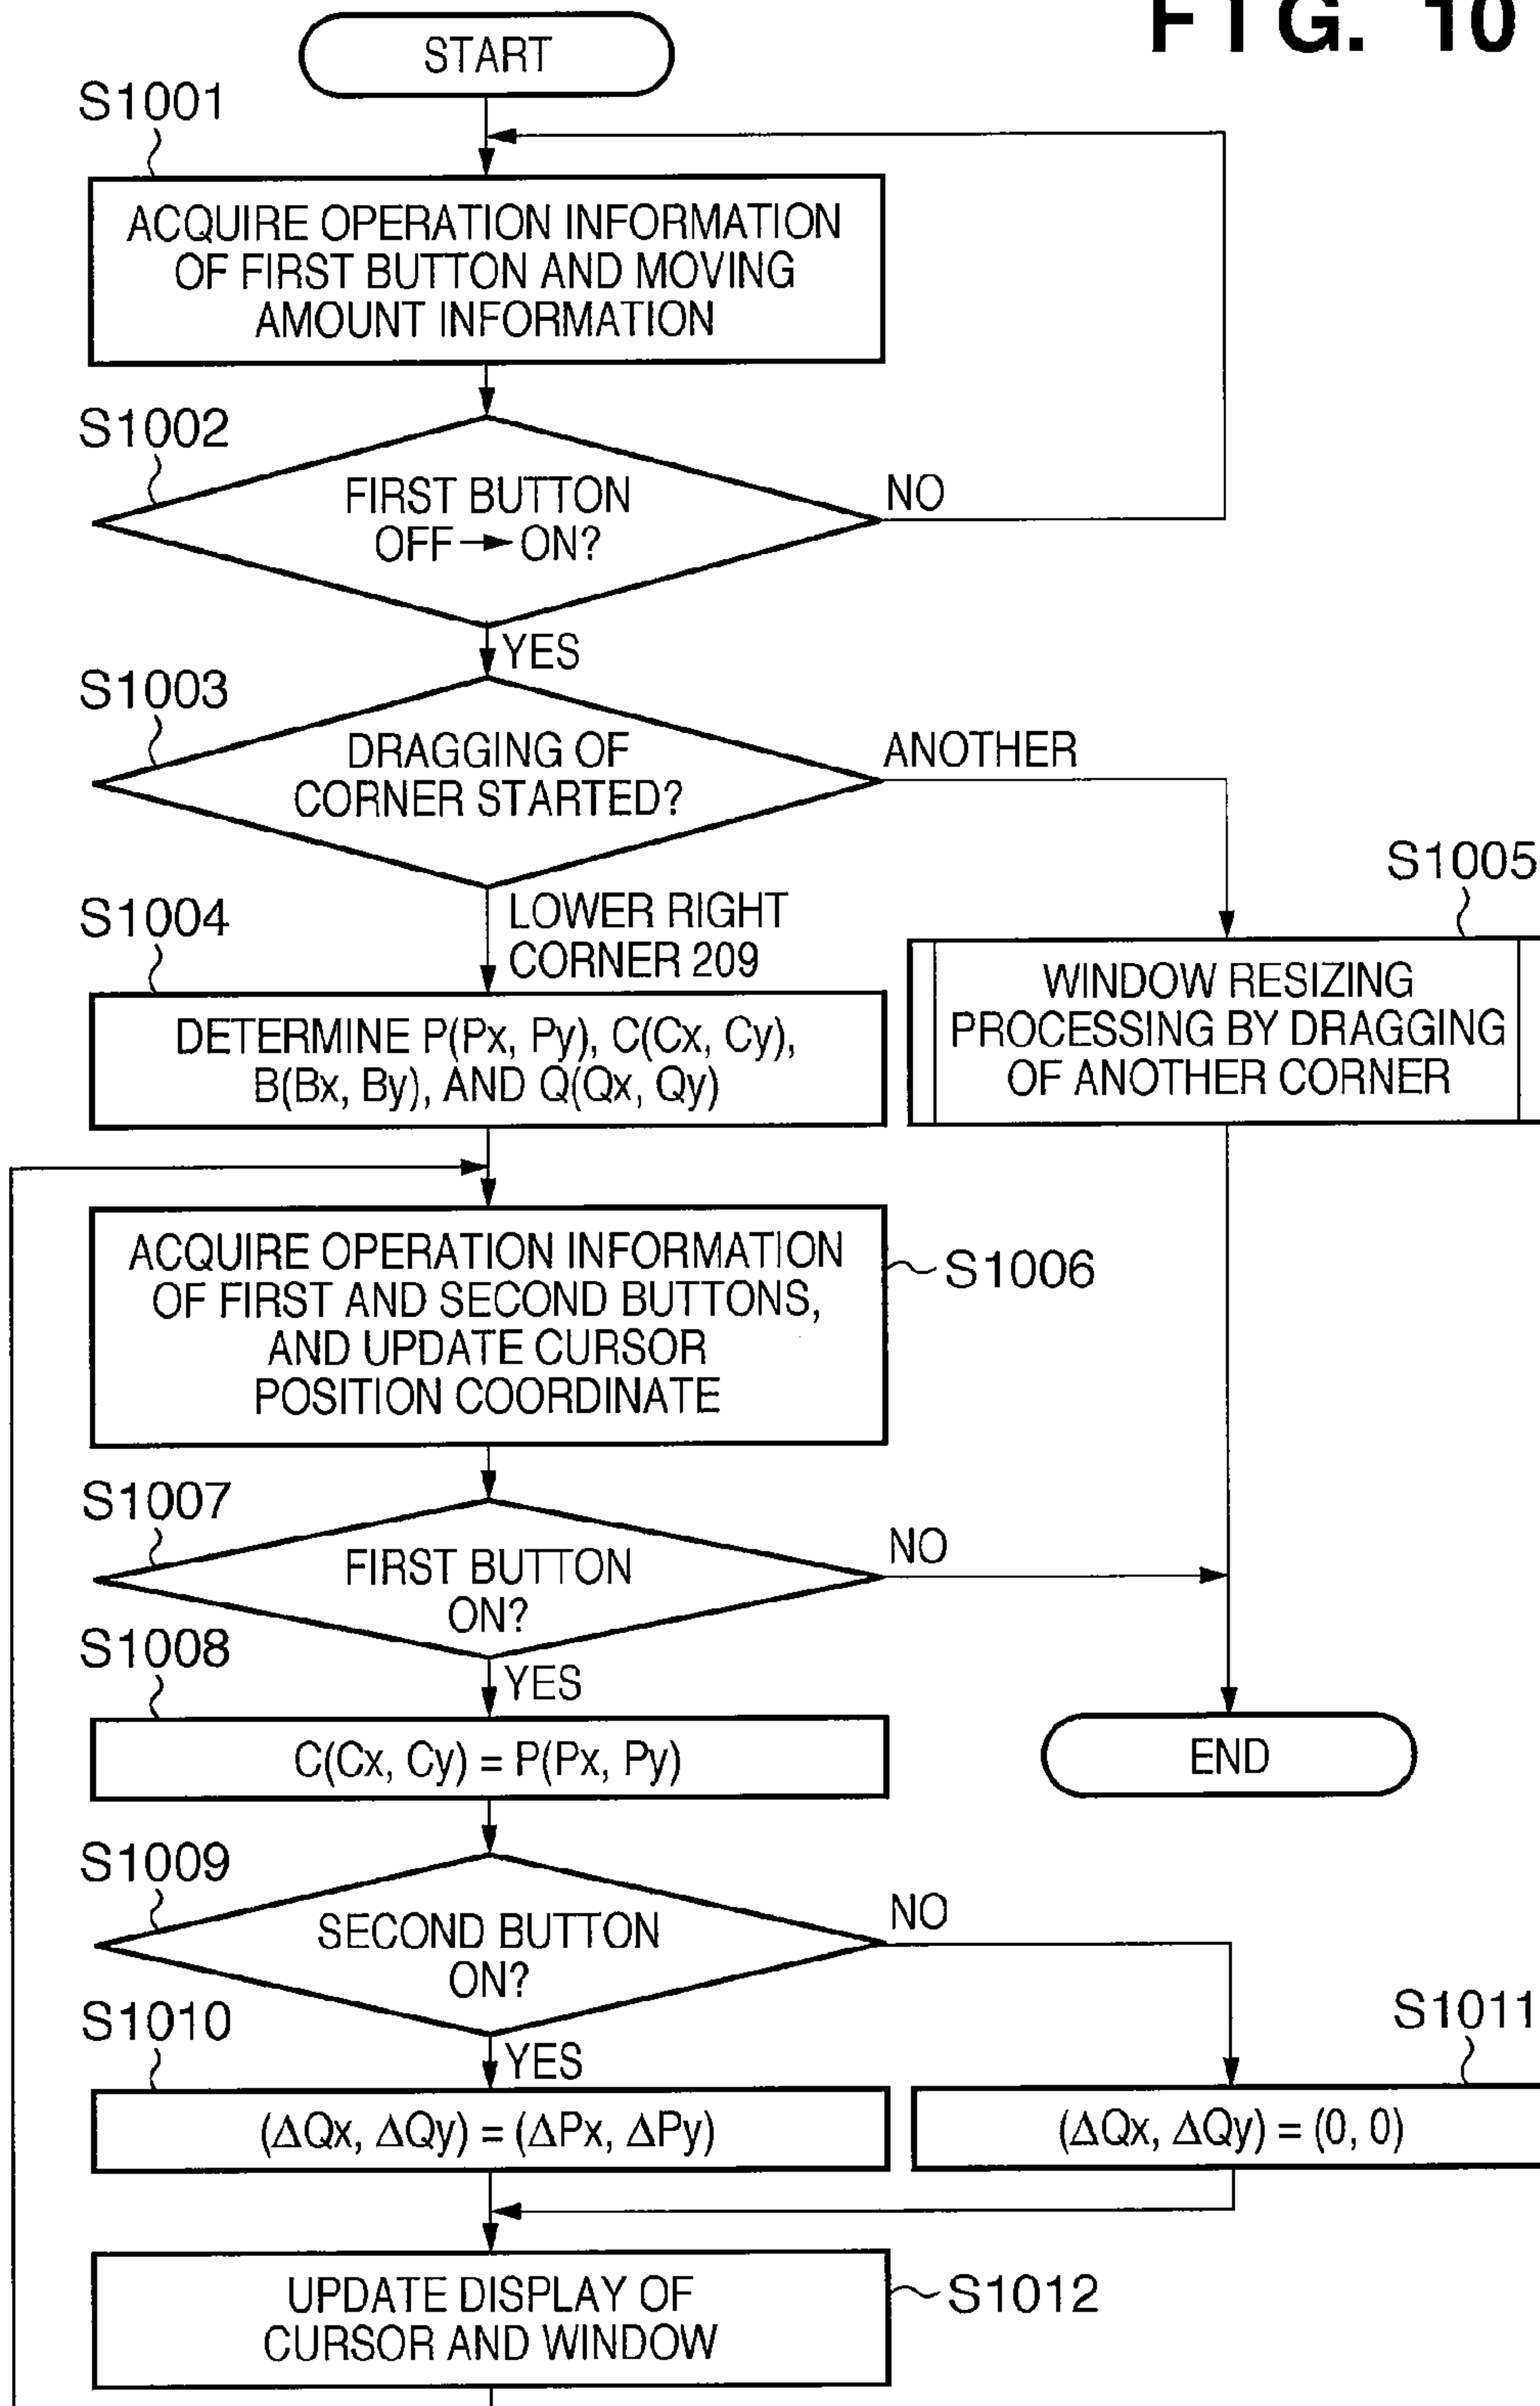 FIG. 10
START
S1001
ACQUIRE OPERATION INFORMATION
OF FIRST BUTTON AND MOVING
AMOUNT INFORMATION
S1002
FIRST BUTTON
OFF → ON?
NO
YES
S1003
DRAGGING OF
CORNER STARTED?
ANOTHER
LOWER RIGHT
CORNER 209
S1004
DETERMINE P(Px, Py), C(Cx, Cy),
B(Bx, By), AND Q(Qx, Qy)
S1005
WINDOW RESIZING
PROCESSING BY DRAGGING
OF ANOTHER CORNER
ACQUIRE OPERATION INFORMATION
OF FIRST AND SECOND BUTTONS,
AND UPDATE CURSOR
POSITION COORDINATE
S1006
S1007
FIRST BUTTON
ON?
NO
YES
S1008
C(Cx, Cy) = P(Px, Py)
END
S1009
SECOND BUTTON
ON?
NO
YES
S1010
(ΔQx, ΔQy) = (ΔPx, ΔPy)
S1011
(ΔQx, ΔQy) = (0, 0)
UPDATE DISPLAY OF
CURSOR AND WINDOW
S1012